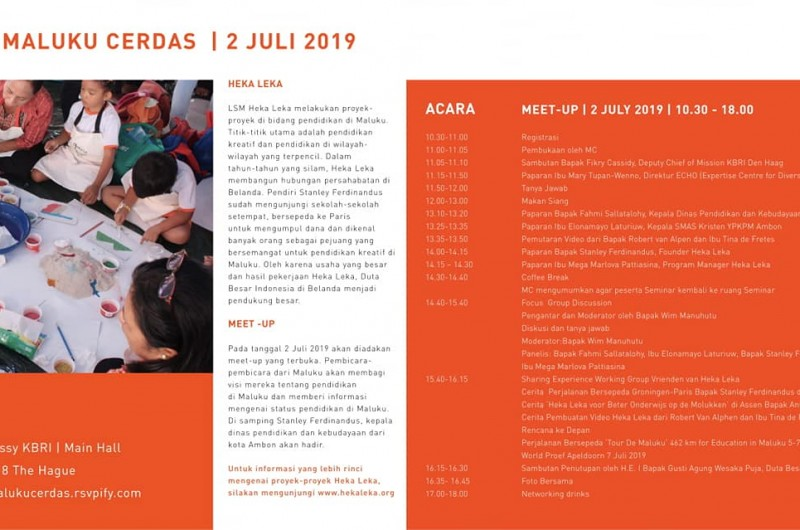 MALUKU CERDAS | 2 JULI 2019
HEKA LEKA
LSM Heka Leka melakukan proyek-
proyek di bidang pendidikan di Maluku.
Titik-titik utama adalah pendidikan
kreatif dan pendidikan di wilayah-
wilayah yang terpencil. Dalam
tahun-tahun yang silam, Heka Leka
membangun hubungan persahabatan di
Belanda. Pendiri Stanley Ferdinandus
sudah mengunjungi sekolah-sekolah
setempat, bersepeda ke Paris
untuk mengumpul dana dan dikenal
banyak orang sebagai pejuang yang
bersemangat untuk pendidikan kreatif di
Maluku. Oleh karena usaha yang besar
dan hasil pekerjaan Heka Leka, Duta
Besar Indonesia di Belanda menjadi
pendukung besar.
MEET -UP
Pada tanggal 2 Juli 2019 akan diadakan
meet-up yang terbuka. Pembicara-
pembicara dari Maluku akan membagi
visi mereka tentang pendidikan
di Maluku dan memberi informasi
mengenai status pendidikan di Maluku.
Di samping Stanley Ferdinandus, kepala
dinas pendidikan dan kebudayaan dari
kota Ambon akan hadir.
Untuk informasi yang lebih rinci
mengenai proyek-proyek Heka Leka,
silakan mengunjungi www.hekaleka.org
ssy KBRI | Main Hall
8 The Hague
alukucerdas.rsvpify.com
ACARA MEET-UP | 2 JULY 2019 | 10.30 - 18.00
10.30-11.00 Registrasi
11.00-11.05 Pembukaan oleh MC
11.05-11.10 Sambutan Bapak Fikry Cassidy, Deputy Chief of Mission KBRI Den Haag
11.15-11.50 Paparan Ibu Mary Tupan-Wenno, Direktur ECHO (Expertise Centre for Divers
11.50-12.00 Tanya Jawab
12.00-13.00 Makan Siang
13.10-13.20 Paparan Bapak Fahmi Sallatalohy, Kepala Dinas Pendidikan dan Kebudayaan
13.25-13.35 Paparan Ibu Elonamayo Laturiuw, Kepala SMAS Kristen YPKPM Ambon
13.35-13.50 Pemutaran Video dari Bapak Robert van Alpen dan Ibu Tina de Fretes
14.00-14.15 Paparan Bapak Stanley Ferdinandus, Founder Heka Leka
14.15 – 14.30 Paparan Ibu Mega Marlova Pattiasina, Program Manager Heka Leka
14.30-14.40 Coffee Break
MC mengumumkan agar peserta Seminar kembali ke ruang Seminar
14.40-15.40 Focus Group Discussion
Pengantar dan Moderator oleh Bapak Wim Manuhutu
Diskusi dan tanya jawab
Moderator:Bapak Wim Manuhutu
Panelis: Bapak Fahmi Sallatalohy, Ibu Elonamayo Laturiuw, Bapak Stanley F
Ibu Mega Marlova Pattiasina
15.40-16.15 Sharing Experience Working Group Vrienden van Heka Leka
Cerita Perjalanan Bersepeda Groningen-Paris Bapak Stanley Ferdinandus d
Cerita 'Heka Leka voor Beter Onderwijs op de Molukken' di Assen Bapak An
Cerita Pembuatan Video Heka Leka dari Robert Van Alphen dan Ibu Tina de
Rencana ke Depan
Perjalanan Bersepeda 'Tour De Maluku' 462 km for Education in Maluku 5-7
World Proef Apeldoorn 7 Juli 2019
16.15-16.30 Sambutan Penutupan oleh H.E. I Bapak Gusti Agung Wesaka Puja, Duta Bes
16.35- 16.45 Foto Bersama
17.00-18.00 Networking drinks